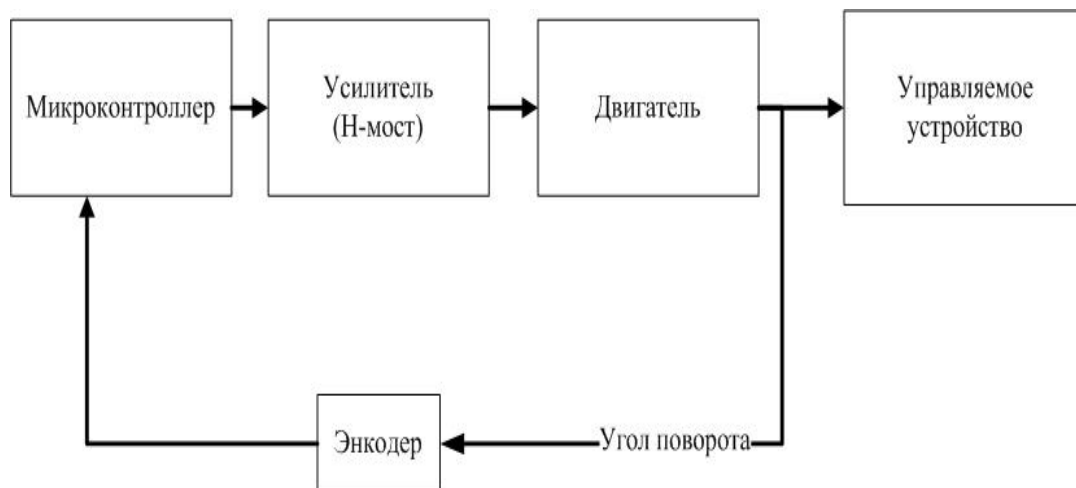 Микроконтроллер
Усилитель
(Н-мост)
Двигатель
Управляемое
устройство
Энкодер
Угол поворота